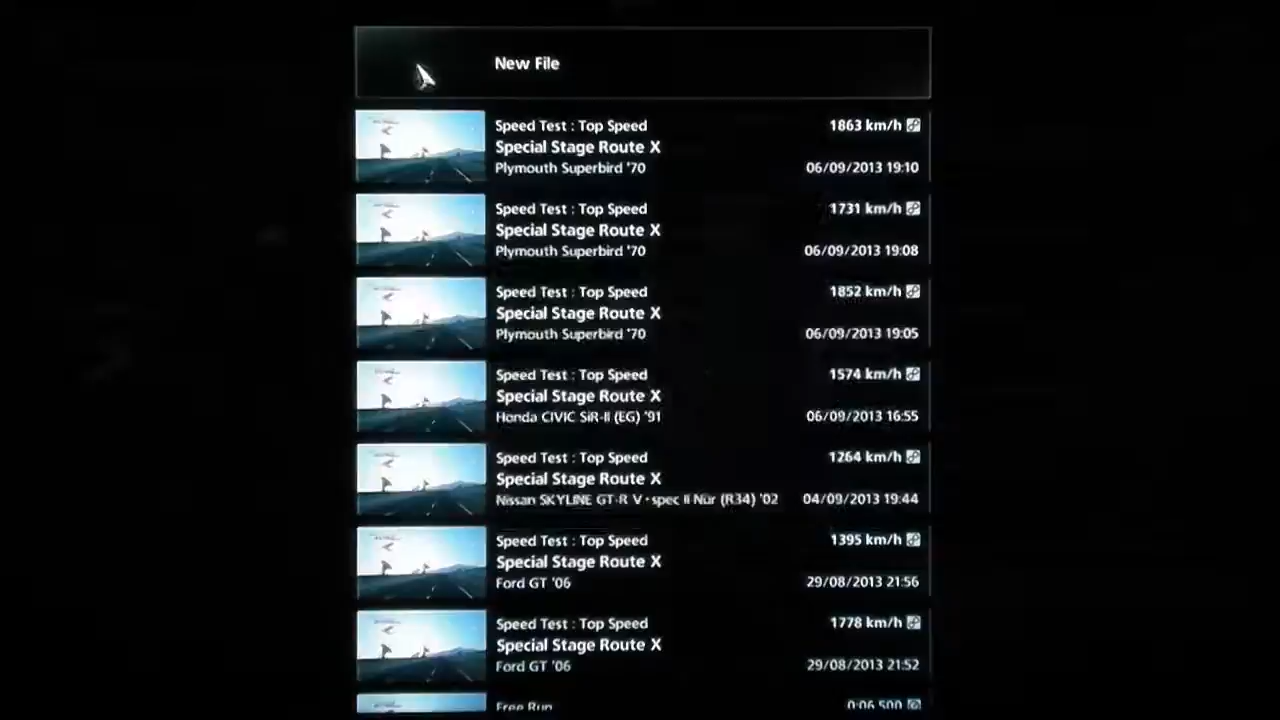 New File
Speed Test : Top Speed 1863 km/h
Special Stage Route X
Plymouth Superbird '70 06/09/2013 19:10
Speed Test : Top Speed 1731 km/h
Special Stage Route X
Plymouth Superbird '70 06/09/2013 19:08
Speed Test : Top Speed 1852 km/h
Special Stage Route X
Plymouth Superbird '70 06/09/2013 19:05
Speed Test : Top Speed 1574 km/h
Special Stage Route X
Honda CIVIC SiR-II (EG) '91 06/09/2013 16:55
Speed Test : Top Speed 1264 km/h
Special Stage Route X
Nissan SKYLINE GT-R V · spec II Nür (R34) '02 04/09/2013 19:44
Speed Test : Top Speed 1395 km/h
Special Stage Route X
Ford GT '06 29/08/2013 21:56
Speed Test : Top Speed 1778 km/h
Special Stage Route X
Ford GT '06 29/08/2013 21:52
Free Run 0:06.500